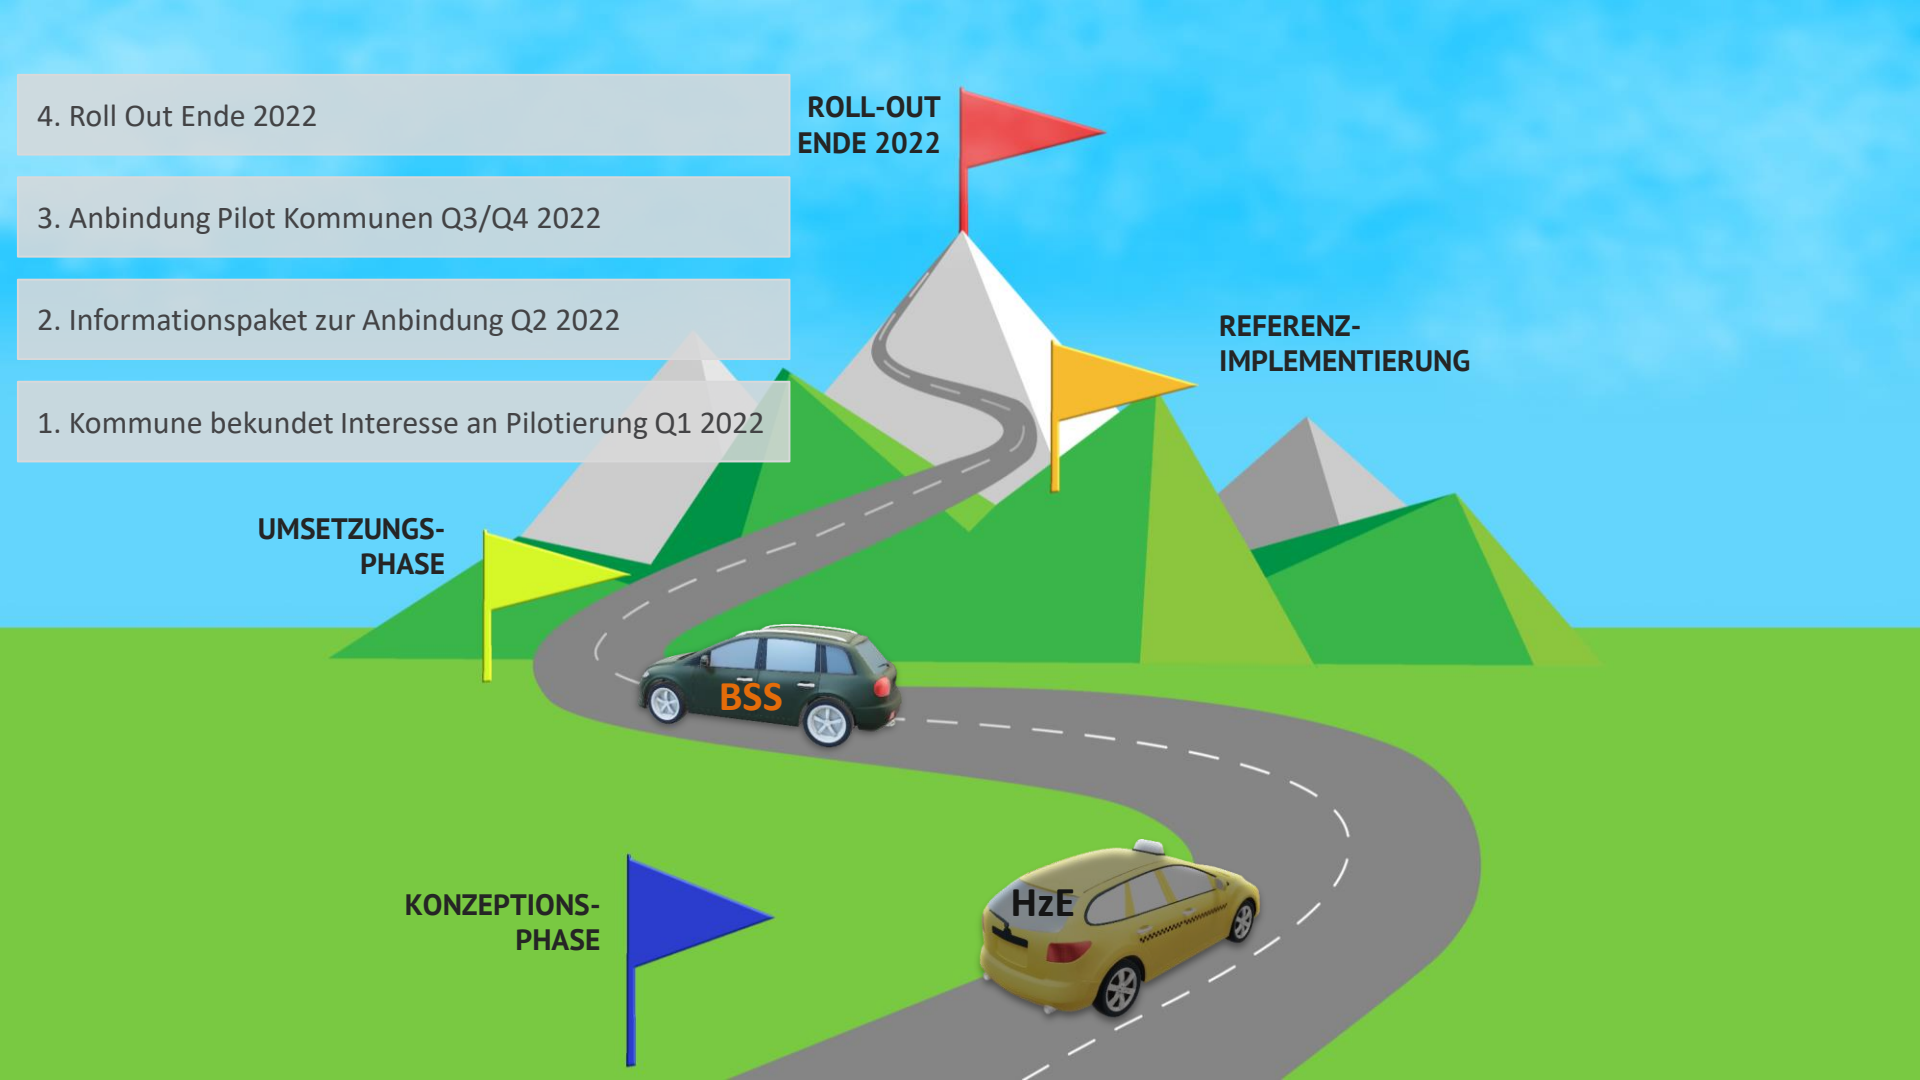 4. Roll Out Ende 2022
3. Anbindung Pilot Kommunen Q3/Q4 2022
2. Informationspaket zur Anbindung Q2 2022
1. Kommune bekundet Interesse an Pilotierung Q1 2022
ROLL-OUT
ENDE 2022
REFERENZ-
IMPLEMENTIERUNG
UMSETZUNGS-
PHASE
BSS
KONZEPTIONS-
PHASE
HzE